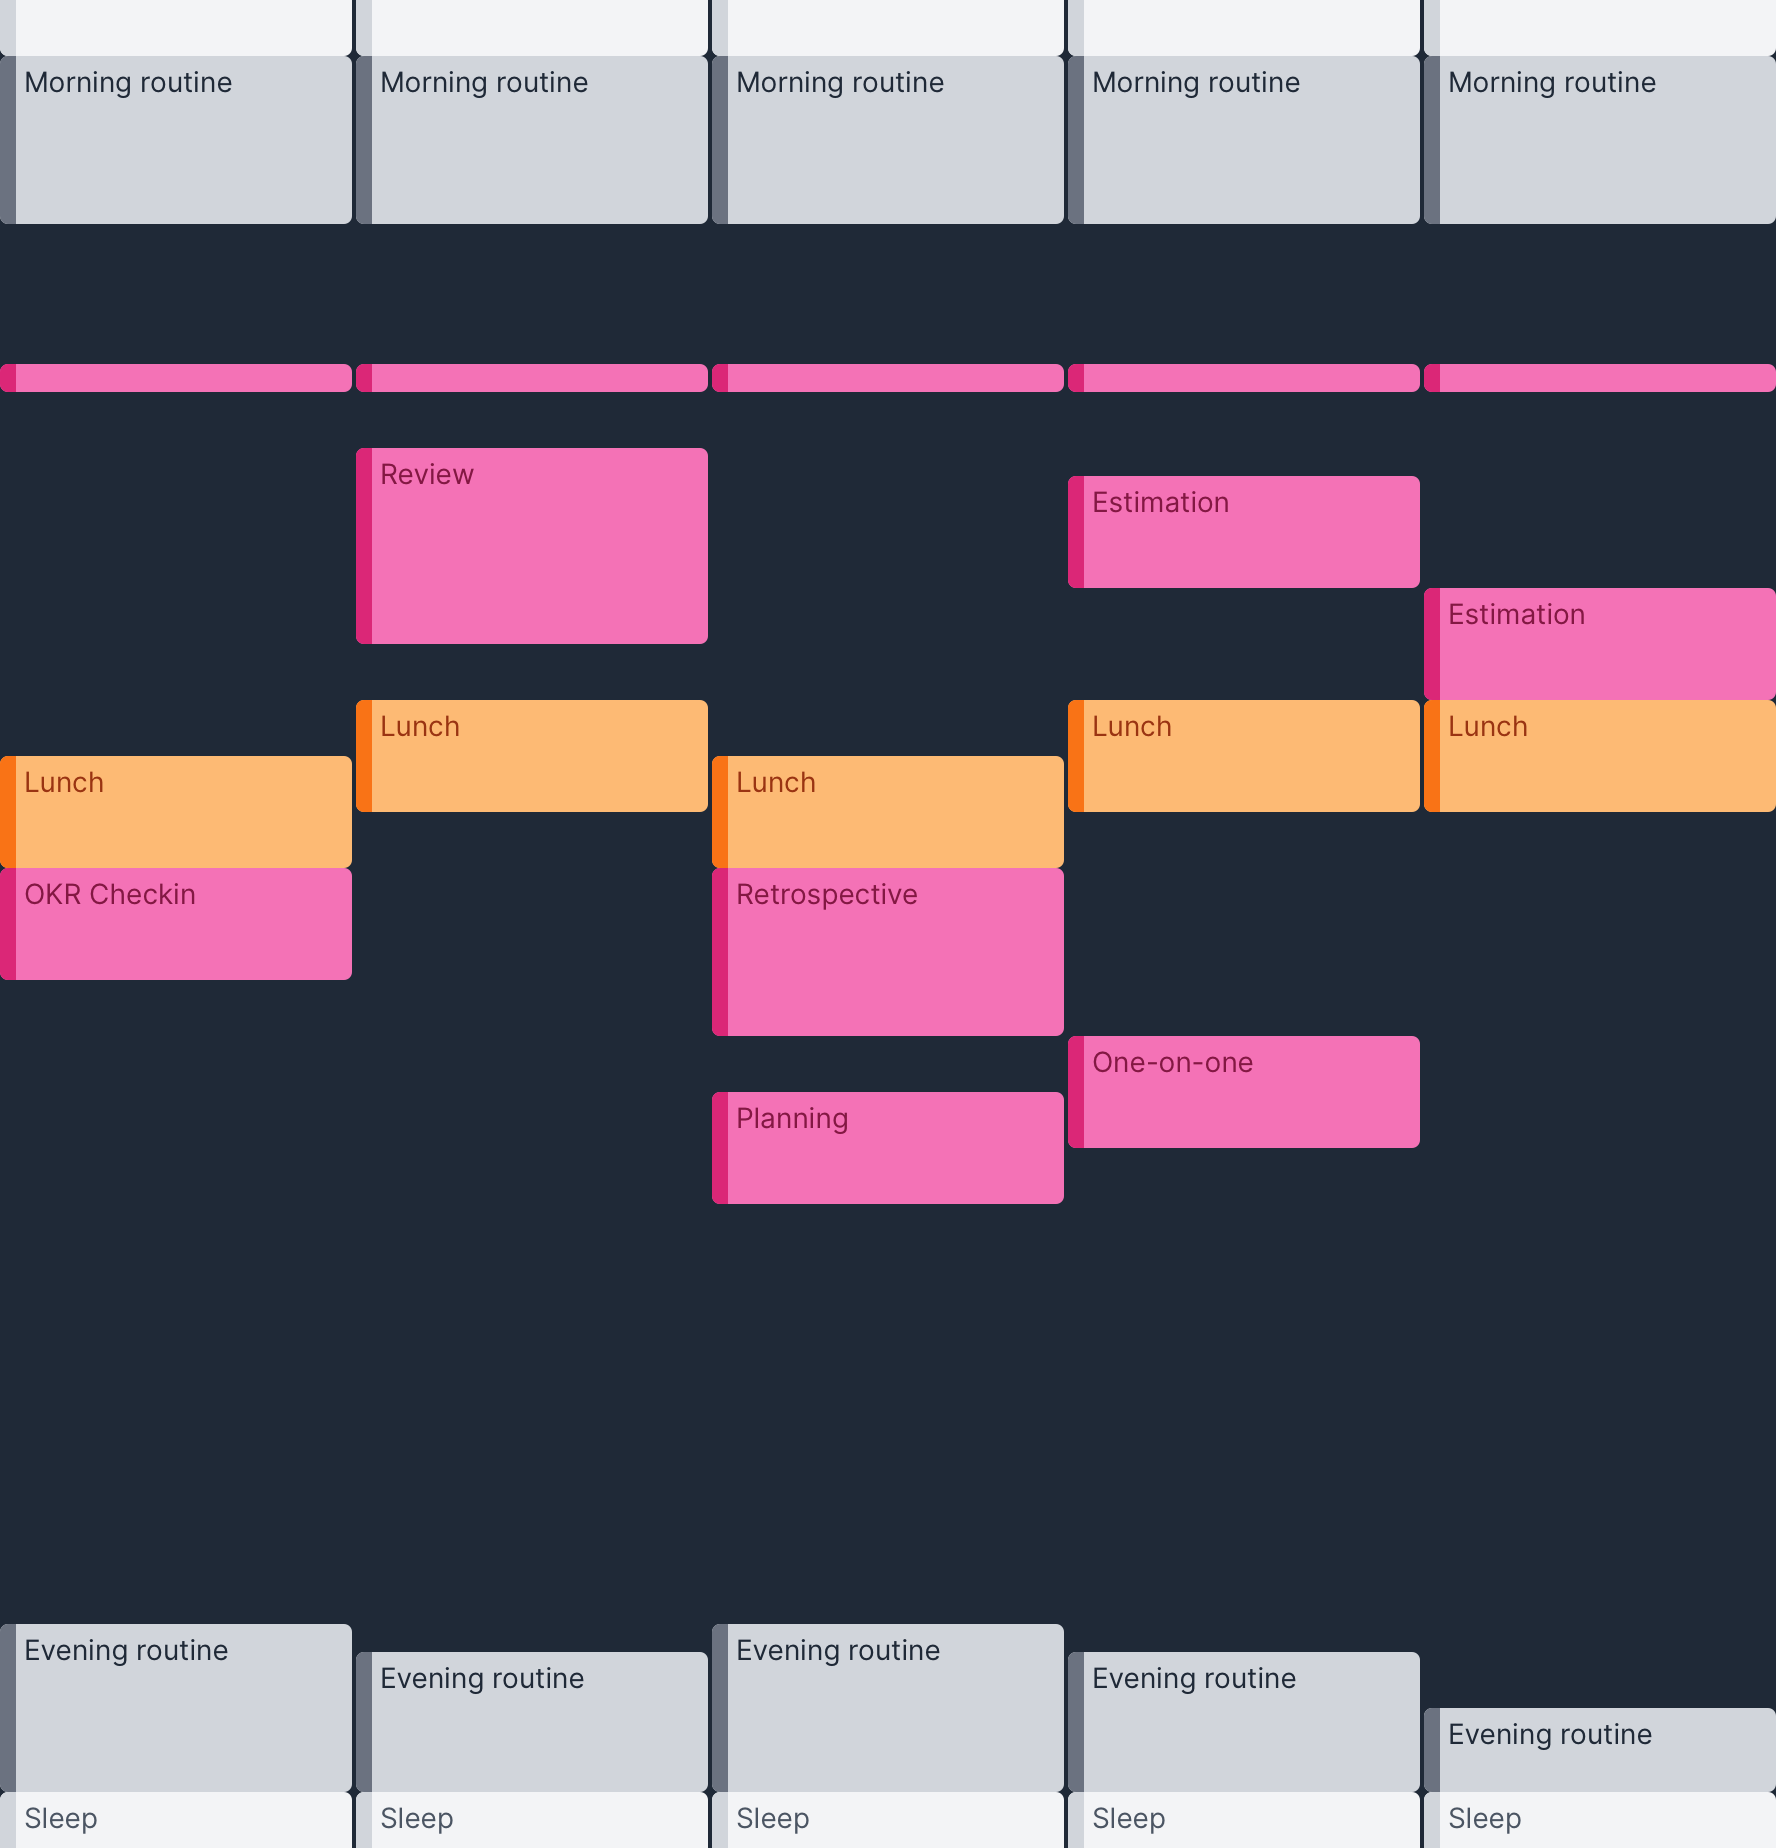 Morning routine
Morning routine
Morning routine
Morning routine
Morning routine
Review
Estimation
Estimation
Lunch
Lunch
Lunch
Lunch
Lunch
OKR Checkin
Retrospective
One-on-one
Planning
Evening routine
Evening routine
Evening routine
Evening routine
Evening routine
Sleep
Sleep
Sleep
Sleep
Sleep